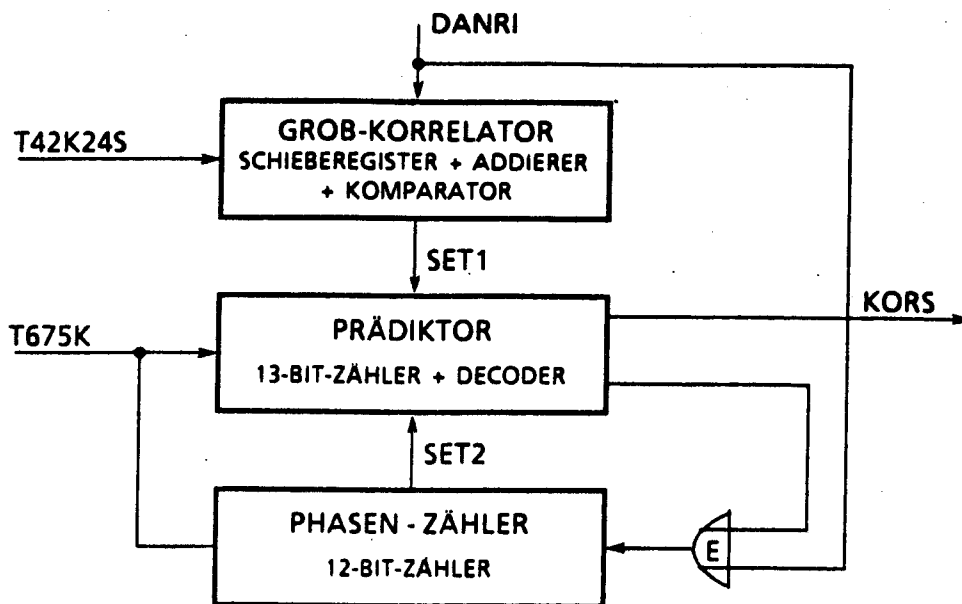 DANRI
T42K24S
GROB-KORRELATOR
SCHIEBEREGISTER + ADDIERER
+ KOMPARATOR
SET1
KORS
T675K
PRÄDIKTOR
13-BIT-ZÄHLER + DECODER
SET2
PHASEN - ZÄHLER
12-BIT-ZÄHLER
E